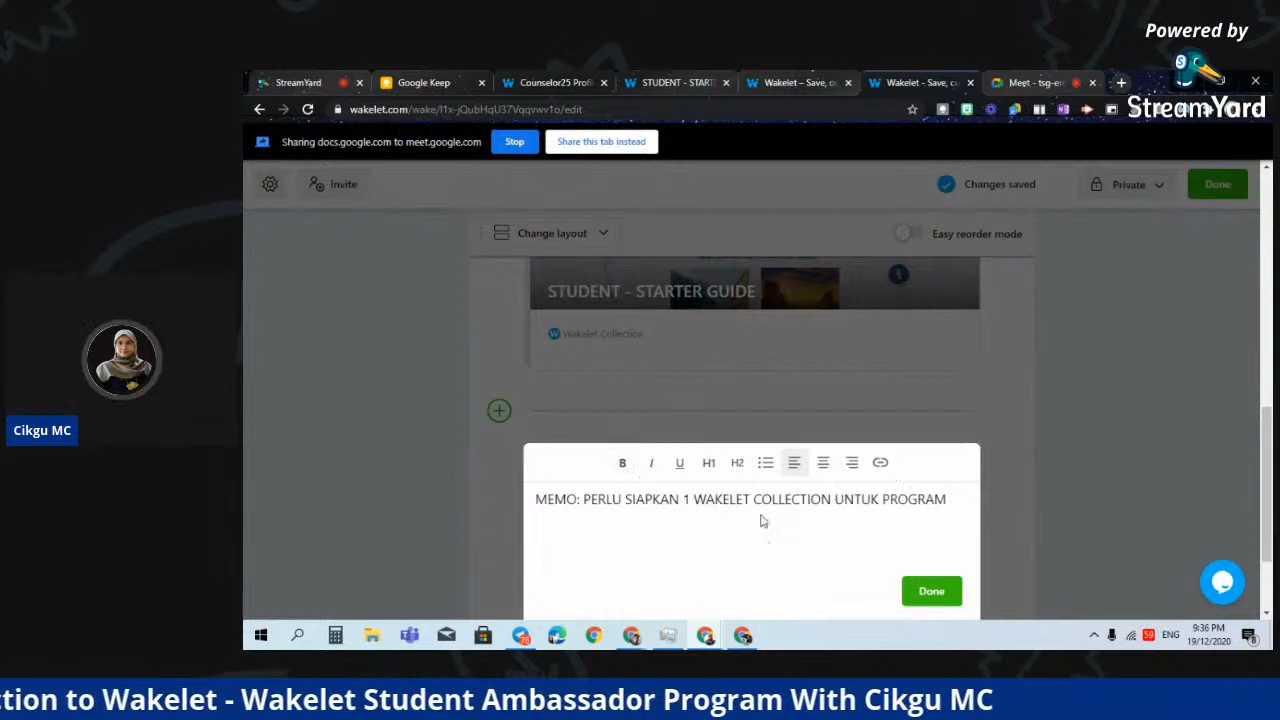 Powered by
StreamYard
StreamYard
Google Keep
Counselor25 Profi
STUDENT - START
Wakelet – Save, o
Wakelet - Save, c
Meet - tsg-e
wakelet.com/wake/l1x-jQubHqU37Vqqvwv1o/edit
Sharing docs.google.com to meet.google.com
Stop
Share this tab instead
Invite
Changes saved
Private
Done
Change layout
Easy reorder mode
STUDENT - STARTER GUIDE
Wakelet Collection
B I U H1 H2
MEMO: PERLU SIAPKAN 1 WAKELET COLLECTION UNTUK PROGRAM
Done
Cikgu MC
ENG
9:36 PM
19/12/2020
ction to Wakelet - Wakelet Student Ambassador Program With Cikgu MC